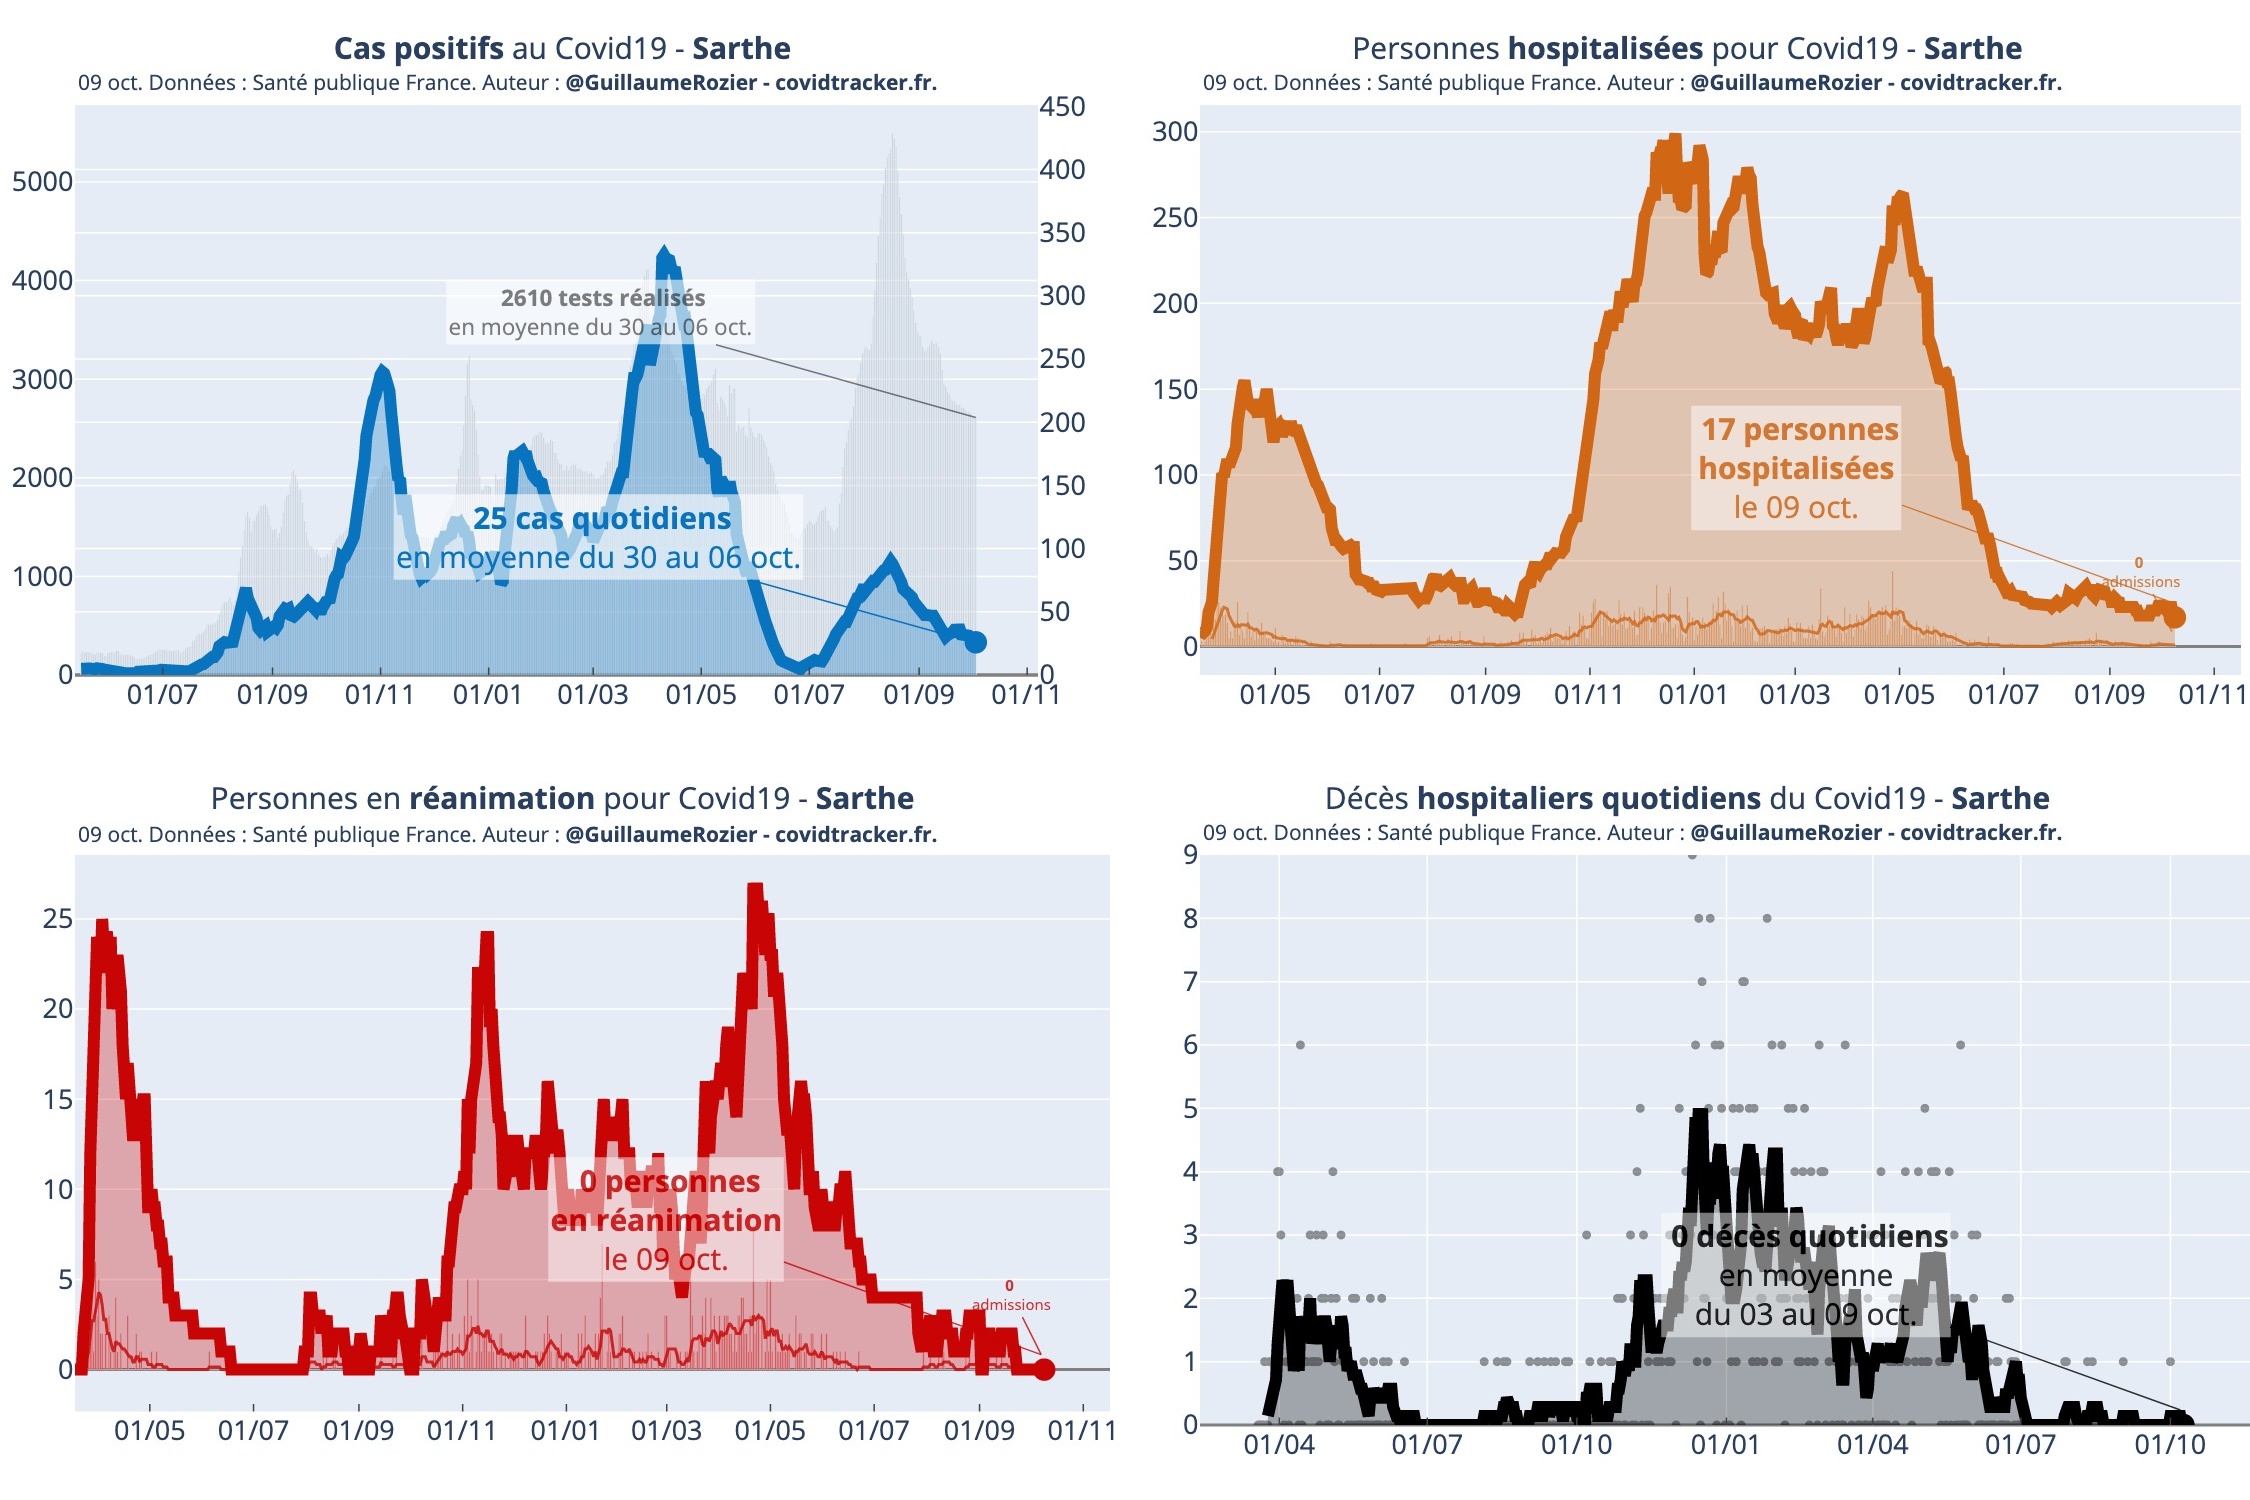 Cas positifs au Covid19 - Sarthe
09 oct. Données : Santé publique France. Auteur : @GuillaumeRozier - covidtracker.fr.
450
400
350
300
250
200
150
100
50
0
5000
4000
3000
2000
1000
0
2610 tests réalisés
en moyenne du 30 au 06 oct.
25 cas quotidiens
en moyenne du 30 au 06 oct.
01/07 01/09 01/11 01/01 01/03 01/05 01/07 01/09 01/11
Personnes hospitalisées pour Covid19 - Sarthe
09 oct. Données : Santé publique France. Auteur : @GuillaumeRozier - covidtracker.fr.
300
250
200
150
100
50
0
17 personnes
hospitalisées
le 09 oct.
0
admissions
01/05 01/07 01/09 01/11 01/01 01/03 01/05 01/07 01/09 01/11
Personnes en réanimation pour Covid19 - Sarthe
09 oct. Données : Santé publique France. Auteur : @GuillaumeRozier - covidtracker.fr.
25
20
15
10
5
0
0 personnes
en réanimation
le 09 oct.
0
admissions
01/05 01/07 01/09 01/11 01/01 01/03 01/05 01/07 01/09 01/11
Décès hospitaliers quotidiens du Covid19 - Sarthe
09 oct. Données : Santé publique France. Auteur : @GuillaumeRozier - covidtracker.fr.
9
8
7
6
5
4
3
2
1
0
0 décès quotidiens
en moyenne
du 03 au 09 oct.
01/04 01/07 01/10 01/01 01/04 01/07 01/10